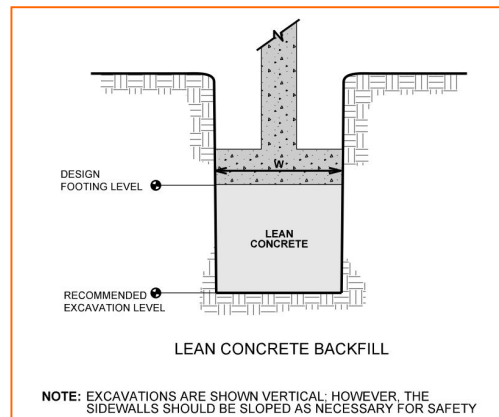 W
DESIGN
FOOTING LEVEL
LEAN
CONCRETE
RECOMMENDED
EXCAVATION LEVEL
LEAN CONCRETE BACKFILL
NOTE: EXCAVATIONS ARE SHOWN VERTICAL; HOWEVER, THE
SIDEWALLS SHOULD BE SLOPED AS NECESSARY FOR SAFETY